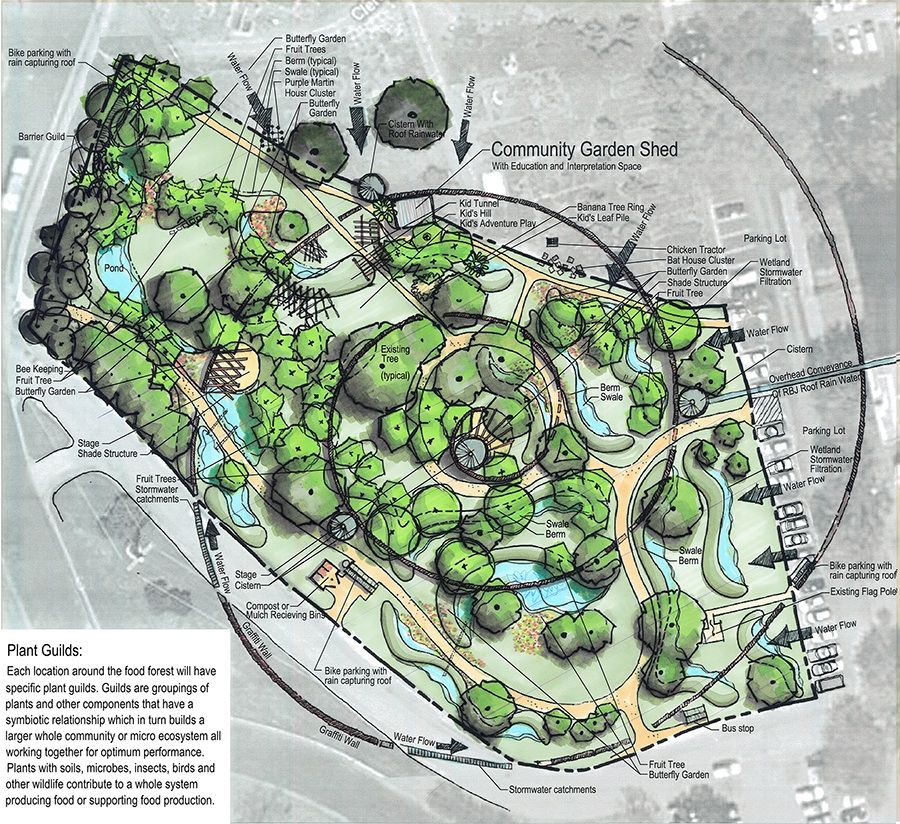 Cler
Butterfly Garden
Fruit Trees
Berm (typical)
Swale (typical)
Purple Martin
Housr Cluster
Butterfly
Garden
Bike parking with
rain capturing roof
Water Flow
Water Flow
Water Flow
Barrier Guild
Cistern With
Roof Rainwater
Community Garden Shed
With Education and Interpretation Space
Kid Tunnel
Kid's Hill
Kid's Adventure Play
Banana Tree Ring
Kid's Leaf Pile
Water Flow
Chicken Tractor
Bat House Cluster
Butterfly Garden
Shade Structure
Fruit Tree
Parking Lot
Wetland
Stormwater
Filtration
Pond
Water Flow
Cistern
Existing
Tree
(typical)
Bee Keeping
Fruit Tree
Butterfly Garden
Overhead Conveyance
Of RBJ Roof Rain Water
Berm
Swale
Stage
Shade Structure
Parking Lot
Wetland
Stormwater
Filtration
Water Flow
Fruit Trees
Stormwater
catchments
Swale
Berm
Swale
Berm
Water Flow
Stage
Cistern
Bike parking with
rain capturing roof
Existing Flag Pole
Compost or
Mulch Recieving Bins
Water Flow
Graffiti Wall
Bike parking with
rain capturing roof
Bus stop
Graffiti Wall
Water Flow
Fruit Tree
Butterfly Garden
Stormwater catchments
Plant Guilds:
Each location around the food forest will have
specific plant guilds. Guilds are groupings of
plants and other components that have a
symbiotic relationship which in turn builds a
larger whole community or micro ecosystem all
working together for optimum performance.
Plants with soils, microbes, insects, birds and
other wildlife contribute to a whole system
producing food or supporting food production.